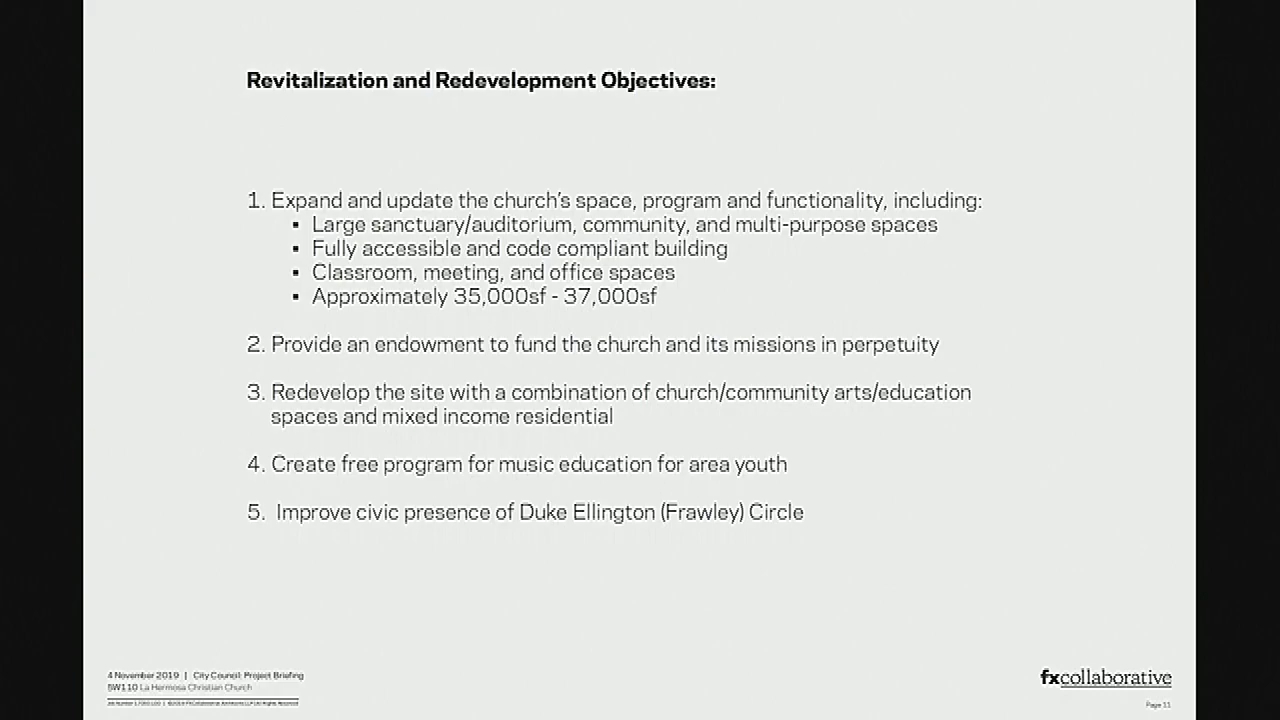 Revitalization and Redevelopment Objectives:
1. Expand and update the church's space, program and functionality, including:
▪ Large sanctuary/auditorium, community, and multi-purpose spaces
▪ Fully accessible and code compliant building
▪ Classroom, meeting, and office spaces
▪ Approximately 35,000sf - 37,000sf
2. Provide an endowment to fund the church and its missions in perpetuity
3. Redevelop the site with a combination of church/community arts/education
spaces and mixed income residential
4. Create free program for music education for area youth
5. Improve civic presence of Duke Ellington (Frawley) Circle
4 November 2019 | City Council: Project Briefing
5W110 La Hermosa Christian Church
fxcollaborative
Page 11